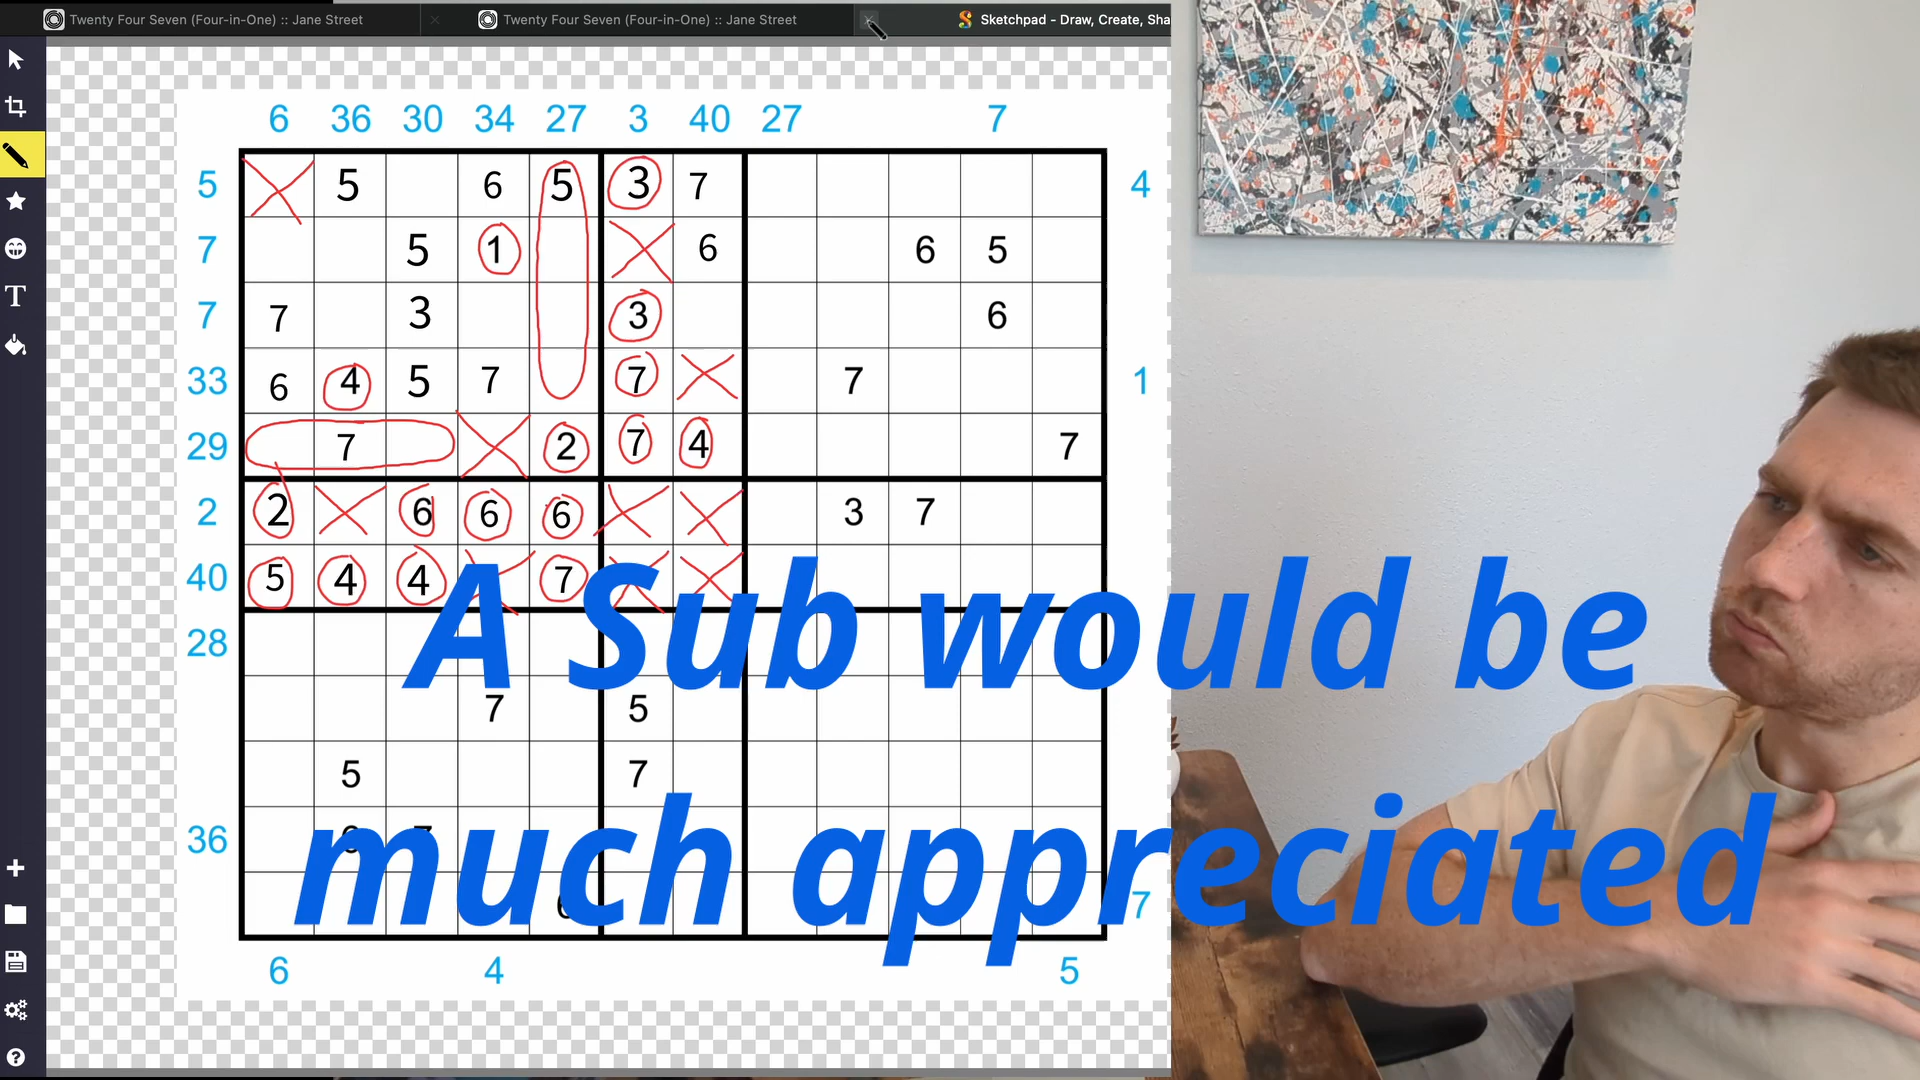 Twenty Four Seven (Four-in-One) :: Jane Street Twenty Four Seven (Four-in-One) :: Jane Street Sketchpad - Draw, Create, Sha
6 36 30 34 27 3 40 27 7
5 5 6 5 3 7 4
7 5 1 6 6 5
7 7 3 3 6
33 6 4 5 7 7 7 1
29 7 2 7 4 7
2 2 6 6 6 3 7
40 5 4 4 7
A Sub would be
28
7 5
5 7
much appreciated
36
7
6 4 5
T
?